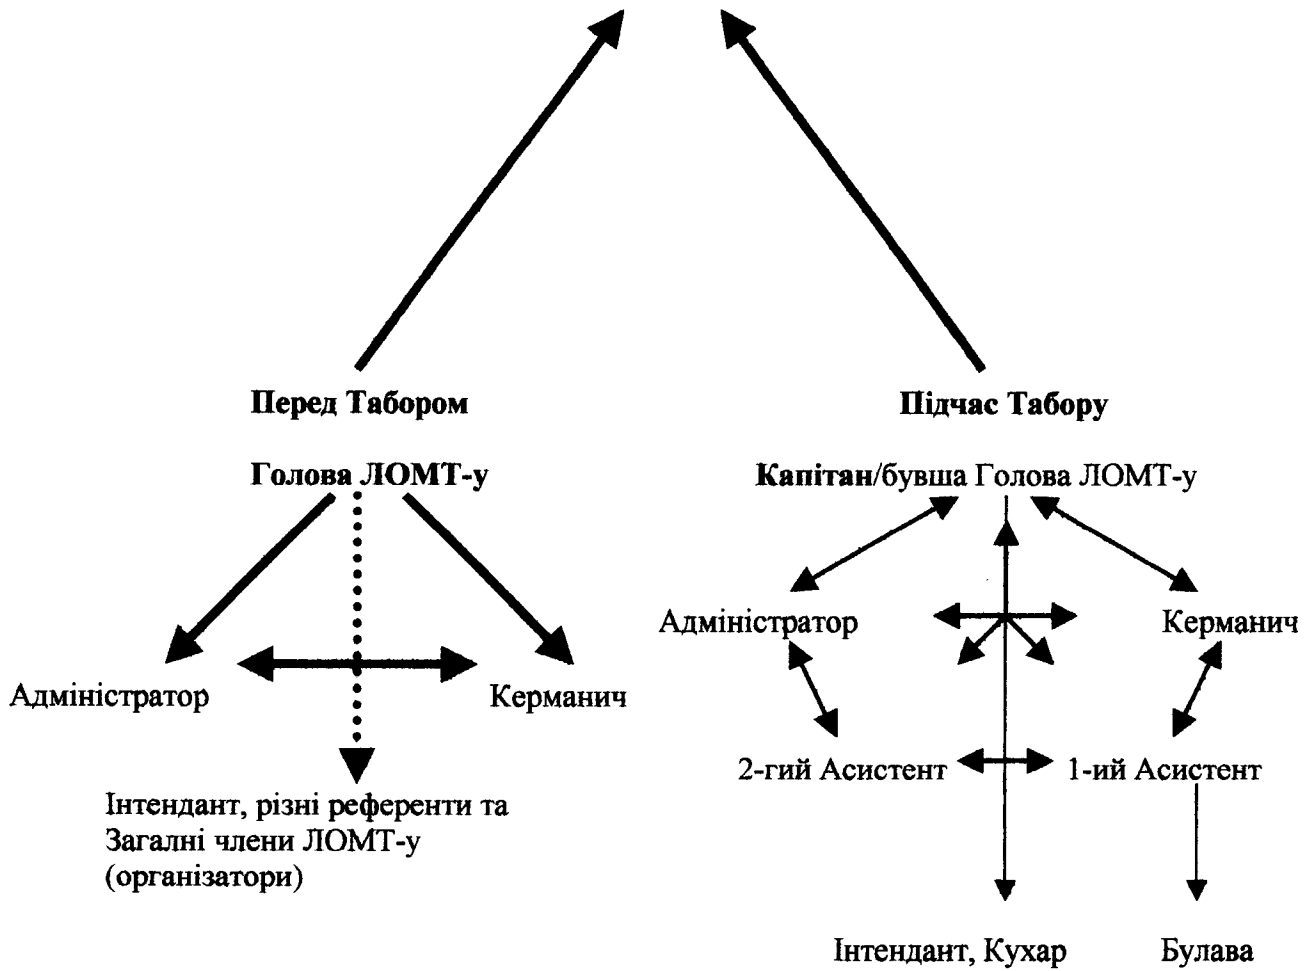 Перед Табором
Підчас Табору
Голова ЛОМТ-у
Капітан/бувша Голова ЛОМТ-у
Адміністратор
Керманич
Адміністратор
Керманич
2-гий Асистент
1-ий Асистент
Інтендант, різні референти та
Загалні члени ЛОМТ-у
(організатори)
Інтендант, Кухар
Булава